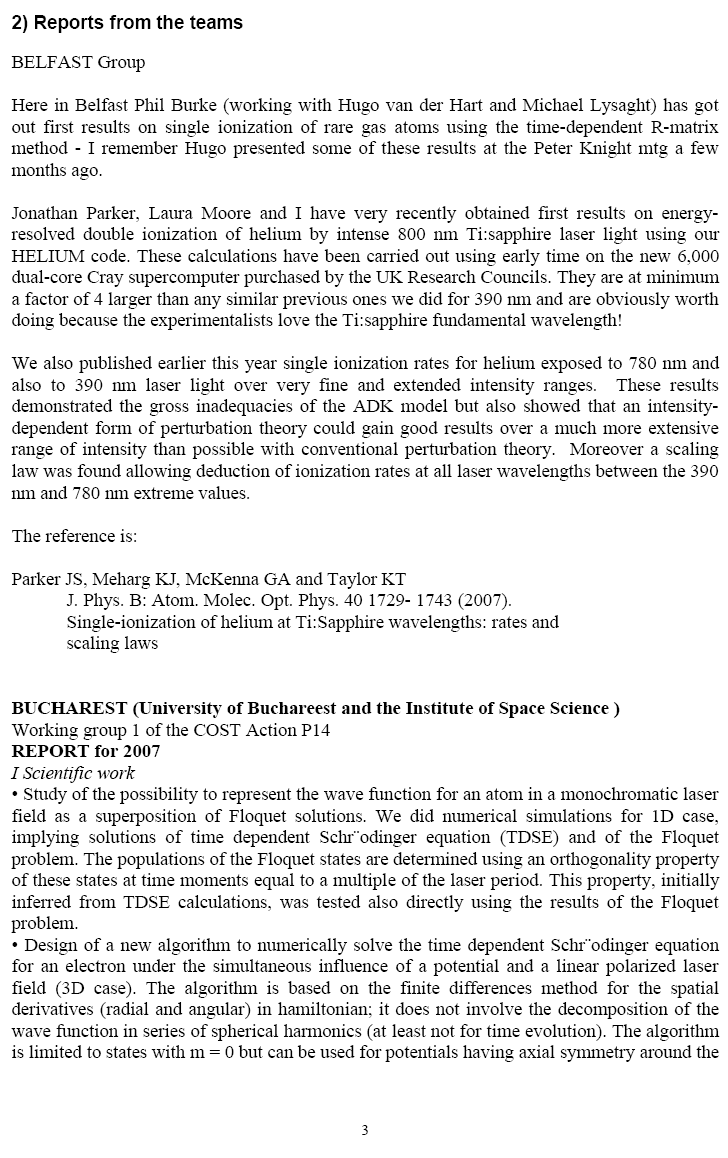 2) Reports from the teams
BELFAST Group
Here in Belfast Phil Burke (working with Hugo van der Hart and Michael Lysaght) has got
out first results on single ionization of rare gas atoms using the time-dependent R-matrix
method - I remember Hugo presented some of these results at the Peter Knight mtg a few
months ago.
Jonathan Parker, Laura Moore and I have very recently obtained first results on energy-
resolved double ionization of helium by intense 800 nm Ti:sapphire laser light using our
HELIUM code. These calculations have been carried out using early time on the new 6,000
dual-core Cray supercomputer purchased by the UK Research Councils. They are at minimum
a factor of 4 larger than any similar previous ones we did for 390 nm and are obviously worth
doing because the experimentalists love the Ti:sapphire fundamental wavelength!
We also published earlier this year single ionization rates for helium exposed to 780 nm and
also to 390 nm laser light over very fine and extended intensity ranges.  These results
demonstrated the gross inadequacies of the ADK model but also showed that an intensity-
dependent form of perturbation theory could gain good results over a much more extensive
range of intensity than possible with conventional perturbation theory.  Moreover a scaling
law was found allowing deduction of ionization rates at all laser wavelengths between the 390
nm and 780 nm extreme values.
The reference is:
Parker JS, Meharg KJ, McKenna GA and Taylor KT
J. Phys. B: Atom. Molec. Opt. Phys. 40 1729- 1743 (2007).
Single-ionization of helium at Ti:Sapphire wavelengths: rates and
scaling laws
BUCHAREST (University of Buchareest and the Institute of Space Science )
Working group 1 of the COST Action P14
REPORT for 2007
I Scientific work
• Study of the possibility to represent the wave function for an atom in a monochromatic laser
field as a superposition of Floquet solutions. We did numerical simulations for 1D case,
implying solutions of time dependent Schr¨odinger equation (TDSE) and of the Floquet
problem. The populations of the Floquet states are determined using an orthogonality property
of these states at time moments equal to a multiple of the laser period. This property, initially
inferred from TDSE calculations, was tested also directly using the results of the Floquet
problem.
• Design of a new algorithm to numerically solve the time dependent Schr¨odinger equation
for an electron under the simultaneous influence of a potential and a linear polarized laser
field (3D case). The algorithm is based on the finite differences method for the spatial
derivatives (radial and angular) in hamiltonian; it does not involve the decomposition of the
wave function in series of spherical harmonics (at least not for time evolution). The algorithm
is limited to states with m = 0 but can be used for potentials having axial symmetry around the
3